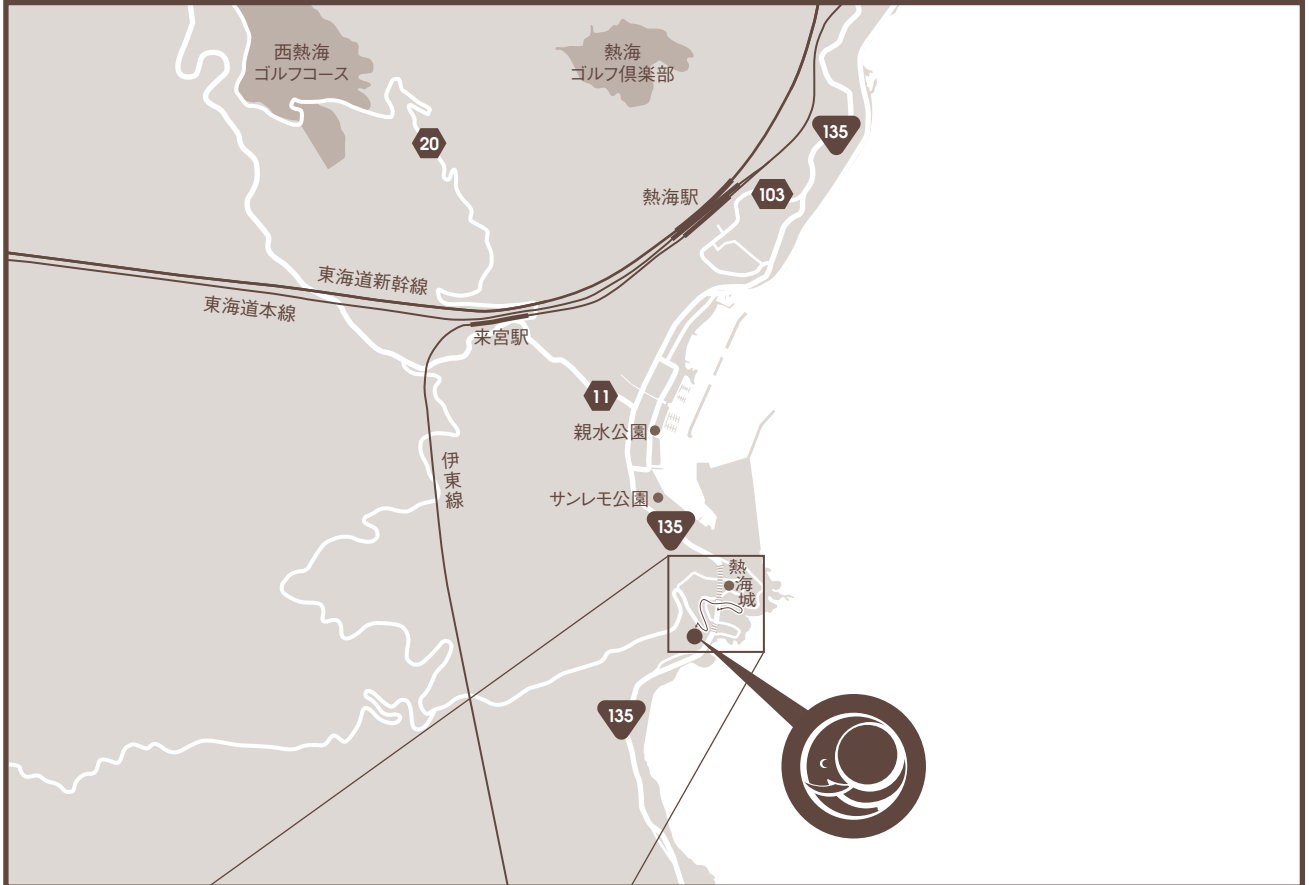 西熱海
ゴルフコース
熱海
ゴルフ倶楽部
135
20
103
熱海駅
東海道新幹線
東海道本線
来宮駅
11
親水公園
伊東線
サンレモ公園
135
熱海城
135